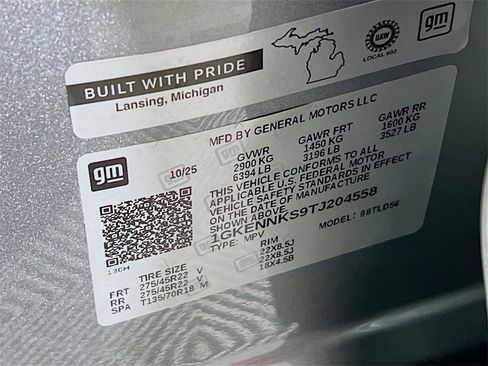 gm
UAW
LOCAL 602
BUILT WITH PRIDE
Lansing, Michigan
MFD BY GENERAL MOTORS LLC
gm
10/25
GVWR GAWR FRT GAWR RR
2900 KG 1450 KG 1600 KG
6394 LB 3196 LB 3527 LB
THIS VEHICLE CONFORMS TO ALL
APPLICABLE U.S. FEDERAL MOTOR
VEHICLE SAFETY STANDARDS IN EFFECT
ON THE DATE OF MANUFACTURE
1GKENNKS9TJ204558
TYPE: MPV MODEL: 98TLD56
13CH
TIRE SIZE RIM
FRT 275/45R22 V 22X8.5J
RR 275/45R22 V 22X8.5J
SPA T135/70R18 M 18X4.5B